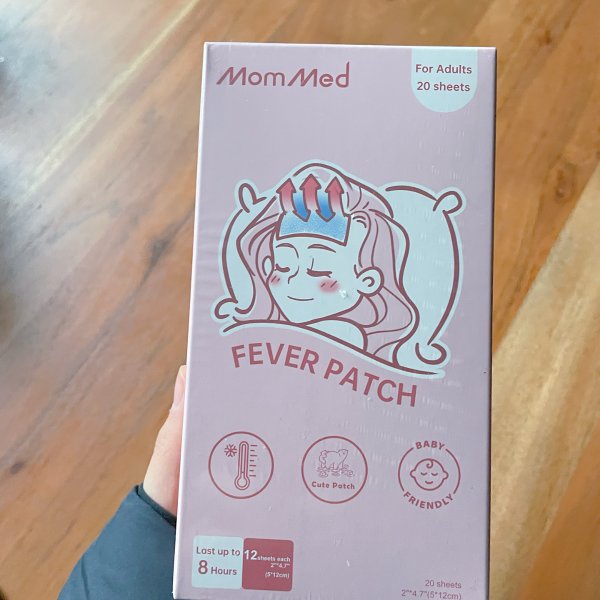 MomMed
For Adults
20 sheets
FEVER PATCH
Cute Patch
BABY
FRIENDLY
Last up to
8 Hours
12 sheets each
2"*4.7"
(5*12cm)
20 sheets
2"*4.7"(5*12cm)